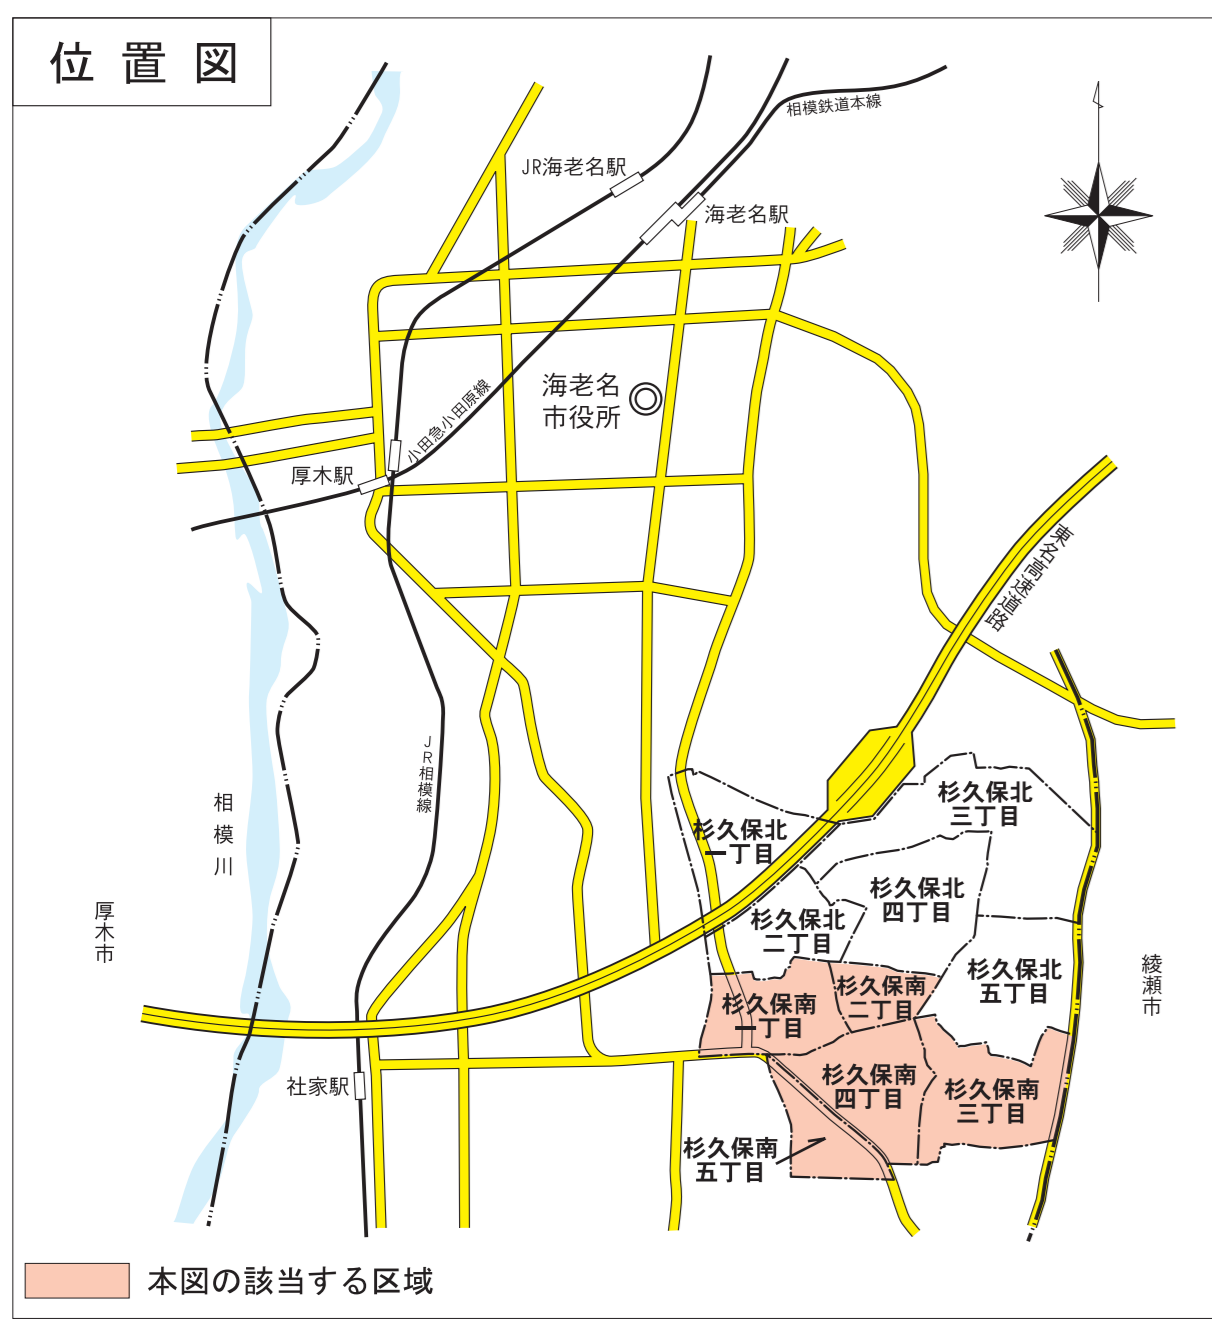 位置図
相模鉄道本線
JR海老名駅
海老名駅
海老名
市役所
小田急小田原線
厚木駅
東名高速道路
JR相模線
相模川
厚木市
綾瀬市
杉久保北
三丁目
杉久保北
一丁目
杉久保北
四丁目
杉久保北
二丁目
杉久保北
五丁目
杉久保南
二丁目
杉久保南
一丁目
杉久保南
四丁目
杉久保南
三丁目
杉久保南
五丁目
社家駅
本図の該当する区域